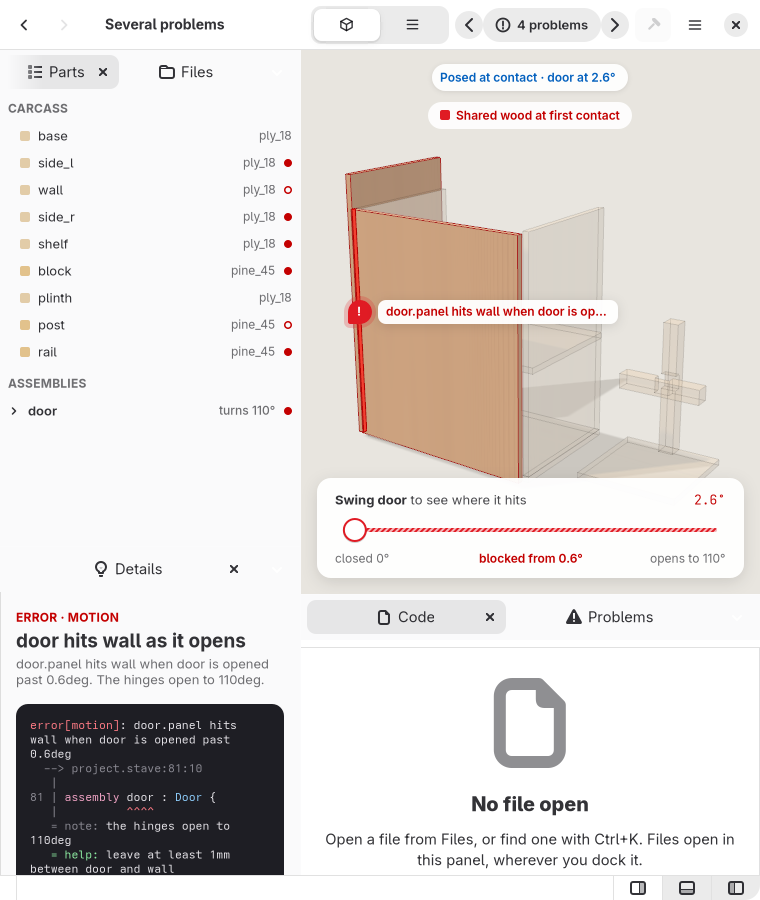 Several problems
4 problems
Parts
Files
CARCASS
base ply_18
side_l ply_18
wall ply_18
side_r ply_18
shelf ply_18
block pine_45
plinth ply_18
post pine_45
rail pine_45
ASSEMBLIES
door turns 110°
Posed at contact · door at 2.6°
Shared wood at first contact
! door.panel hits wall when door is op...
Swing door to see where it hits 2.6°
closed 0° blocked from 0.6° opens to 110°
Details
ERROR · MOTION
door hits wall as it opens
door.panel hits wall when door is opened
past 0.6deg. The hinges open to 110deg.
error[motion]: door.panel hits
wall when door is opened past
0.6deg
--> project.stave:81:10
|
81 | assembly door : Door {
| ^^^^
= note: the hinges open to
110deg
= help: leave at least 1mm
between door and wall
Code
Problems
No file open
Open a file from Files, or find one with Ctrl+K. Files open in
this panel, wherever you dock it.